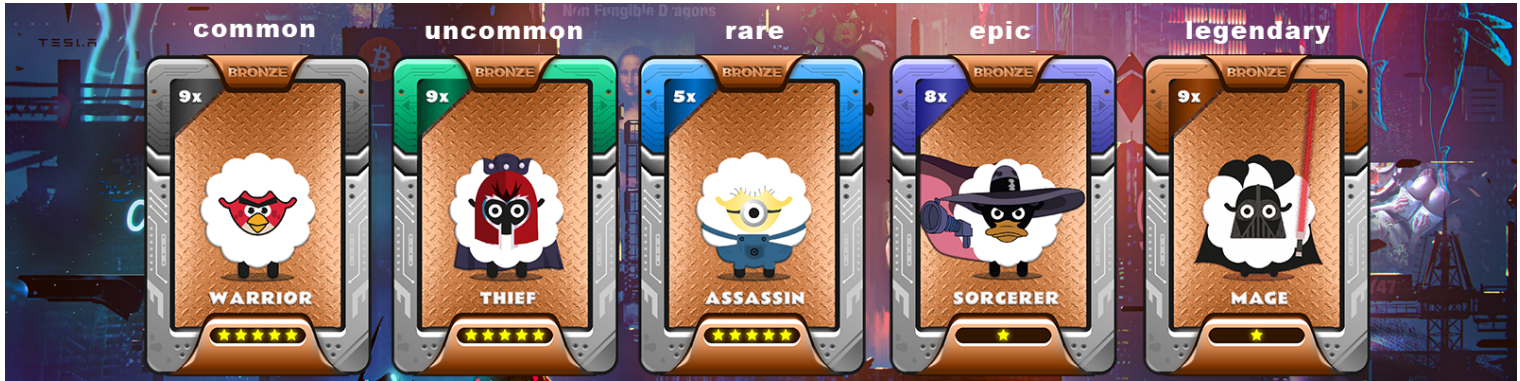 Non Fungible Dragons
common
uncommon
rare
epic
legendary
TESLA
BRONZE
9x
WARRIOR
BRONZE
9x
THIEF
BRONZE
5x
ASSASSIN
BRONZE
8x
SORCERER
BRONZE
9x
MAGE